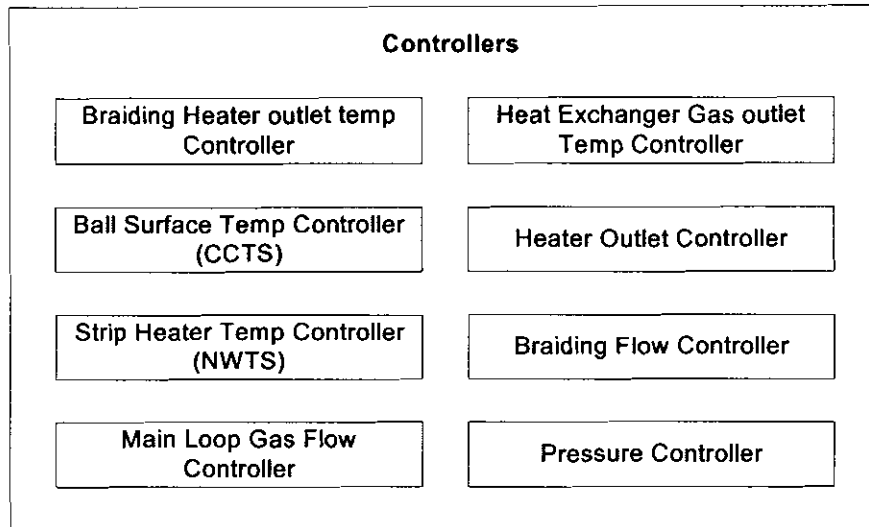 Controllers
Braiding Heater outlet temp
Controller
Heat Exchanger Gas outlet
Temp Controller
Ball Surface Temp Controller
(CCTS)
Heater Outlet Controller
Strip Heater Temp Controller
(NWTS)
Braiding Flow Controller
Main Loop Gas Flow
Controller
Pressure Controller